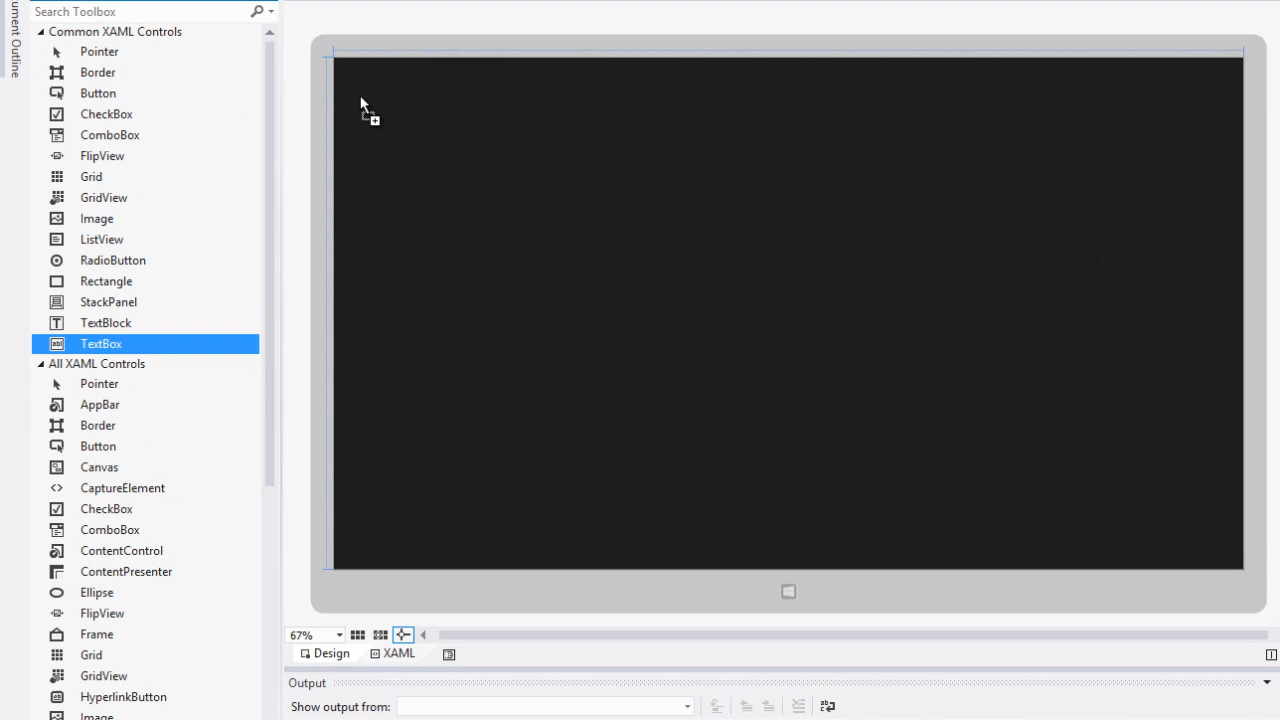 ument Outline
Search Toolbox
Common XAML Controls
Pointer
Border
Button
CheckBox
ComboBox
FlipView
Grid
GridView
Image
ListView
RadioButton
Rectangle
StackPanel
TextBlock
TextBox
All XAML Controls
Pointer
AppBar
Border
Button
Canvas
CaptureElement
CheckBox
ComboBox
ContentControl
ContentPresenter
Ellipse
FlipView
Frame
Grid
GridView
HyperlinkButton
Image
67%
Design
XAML
Output
Show output from: